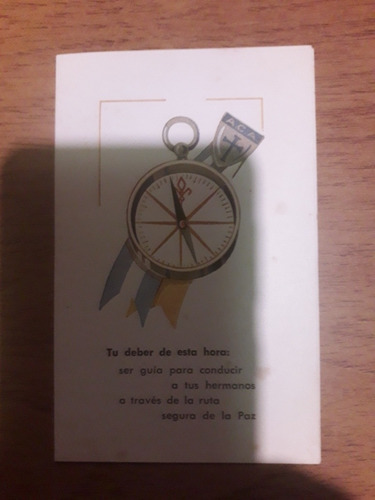 A.C.A.
Tu deber de esta hora:
ser guía para conducir
a tus hermanos
a través de la ruta
segura de la Paz